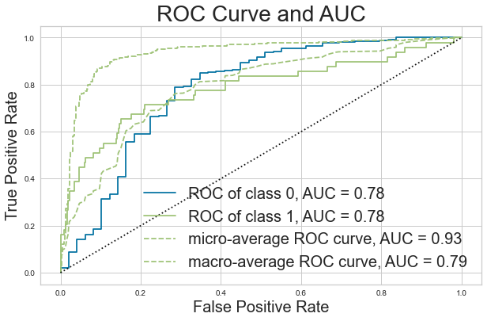 ROC Curve and AUC
True Positive Rate
1.0
0.8
0.6
0.4
0.2
0.0
ROC of class 0, AUC = 0.78
ROC of class 1, AUC = 0.78
micro-average ROC curve, AUC = 0.93
macro-average ROC curve, AUC = 0.79
0.0 0.2 0.4 0.6 0.8 1.0
False Positive Rate